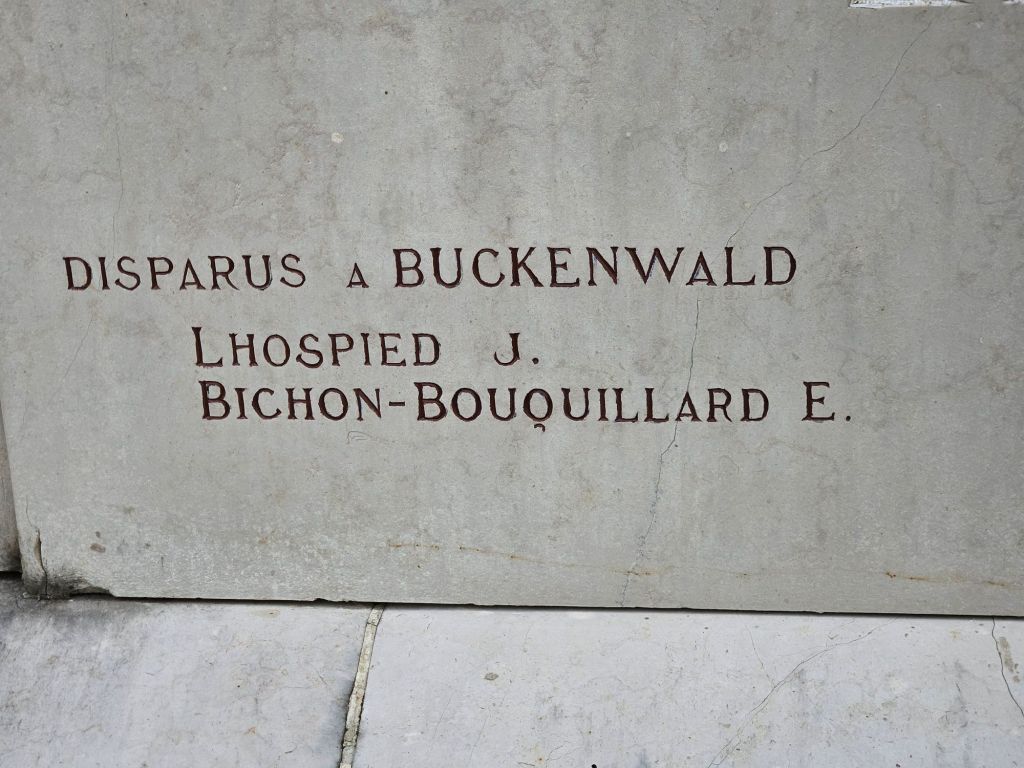 DISPARUS A BUCKENWALD
LHOSPIED J.
BICHON-BOUQUILLARD E.